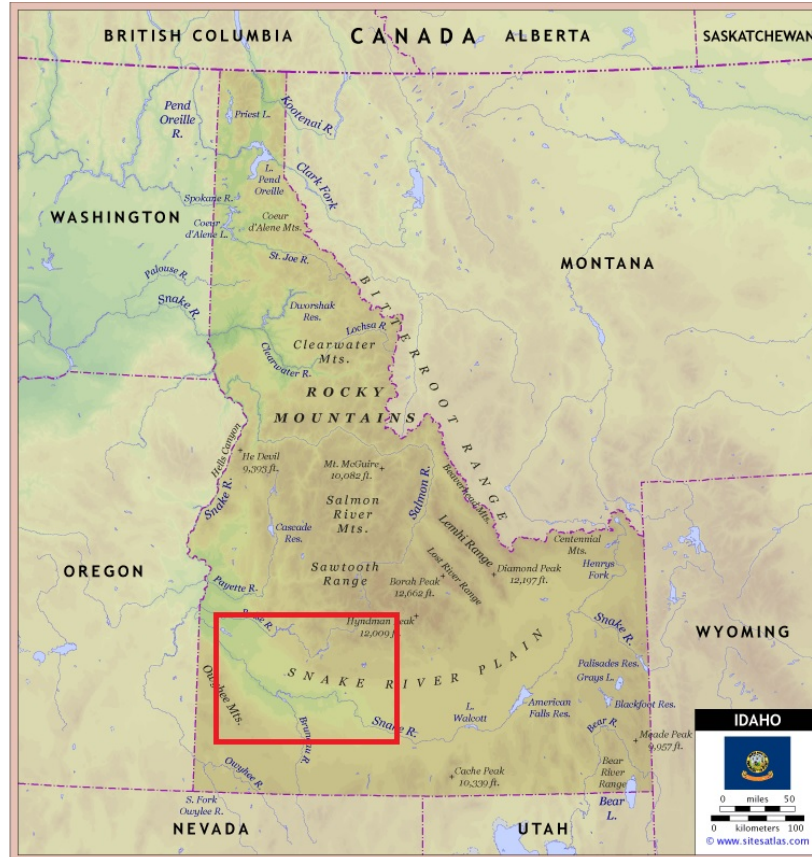 BRITISH COLUMBIA
CANADA
ALBERTA
SASKATCHEWAN
Pend
Oreille
R.
Priest L.
Kootenai R.
L.
Pend
Oreille
Clark Fork
Spokane R.
WASHINGTON
Coeur
d'Alene L.
Coeur
d'Alene Mts.
St. Joe R.
Palouse R.
Snake R.
MONTANA
BITTERROOT RANGE
Dworshak
Res.
Lochsa R.
Clearwater
Mts.
Clearwater R.
ROCKY
MOUNTAINS
Hells Canyon
He Devil
9,393 ft.
Mt. McGuire
10,082 ft.
Salmon R.
Beaverhead Mts.
Snake R.
Salmon
River
Mts.
Cascade
Res.
Lemhi Range
Lost River Range
Centennial
Mts.
Henrys
Fork
OREGON
Sawtooth
Range
Borah Peak
12,662 ft.
Diamond Peak
12,197 ft.
Payette R.
Hyndman Peak
12,009 ft.
Snake R.
WYOMING
SNAKE RIVER PLAIN
Palisades Res.
Grays L.
Owyhee Mts.
L.
Walcott
American
Falls Res.
Blackfoot Res.
Snake R.
Bruneau R.
Bear R.
Meade Peak
9,957 ft.
Owyhee R.
Cache Peak
10,339 ft.
Bear
River
Range
Bear
L.
S. Fork
Owylee R.
NEVADA
UTAH
IDAHO
0 miles 50
0 kilometers 100
© www.sitesatlas.com